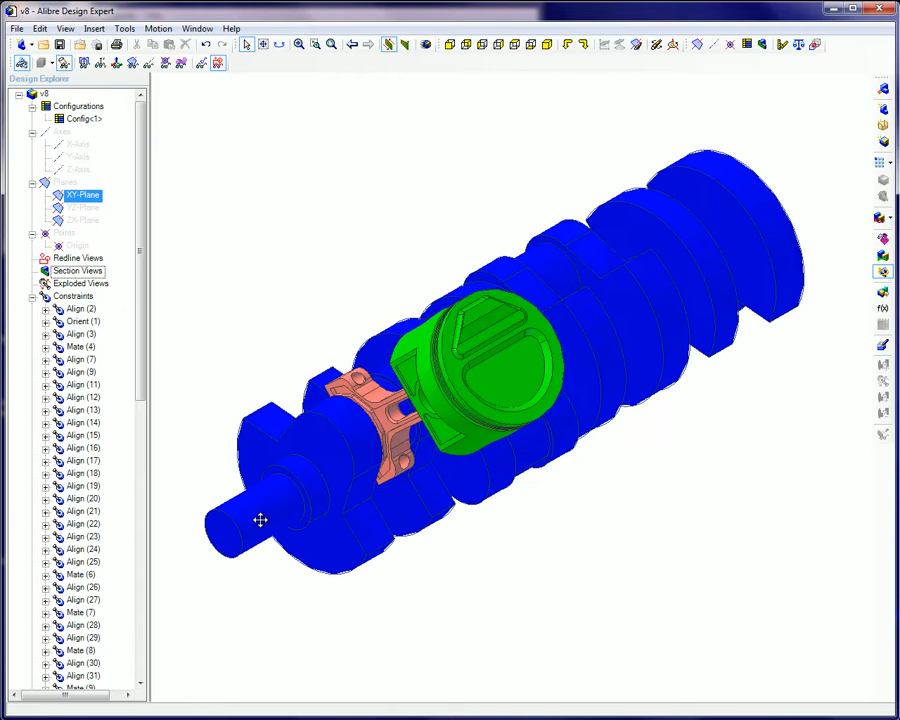 v8 - Alibre Design Expert
File Edit View Insert Tools Motion Window Help
Design Explorer
v8
Configurations
Config<1>
Axes
X-Axis
Y-Axis
Z-Axis
Planes
XY-Plane
YZ-Plane
ZX-Plane
Points
Origin
Redline Views
Section Views
Exploded Views
Constraints
Align (2)
Orient (1)
Align (3)
Mate (4)
Align (7)
Align (9)
Align (11)
Align (12)
Align (13)
Align (14)
Align (15)
Align (16)
Align (17)
Align (18)
Align (19)
Align (20)
Align (21)
Align (22)
Align (23)
Align (24)
Align (25)
Mate (6)
Align (26)
Align (27)
Mate (7)
Align (28)
Align (29)
Mate (8)
Align (30)
Align (31)
Mate (9)
f(x)